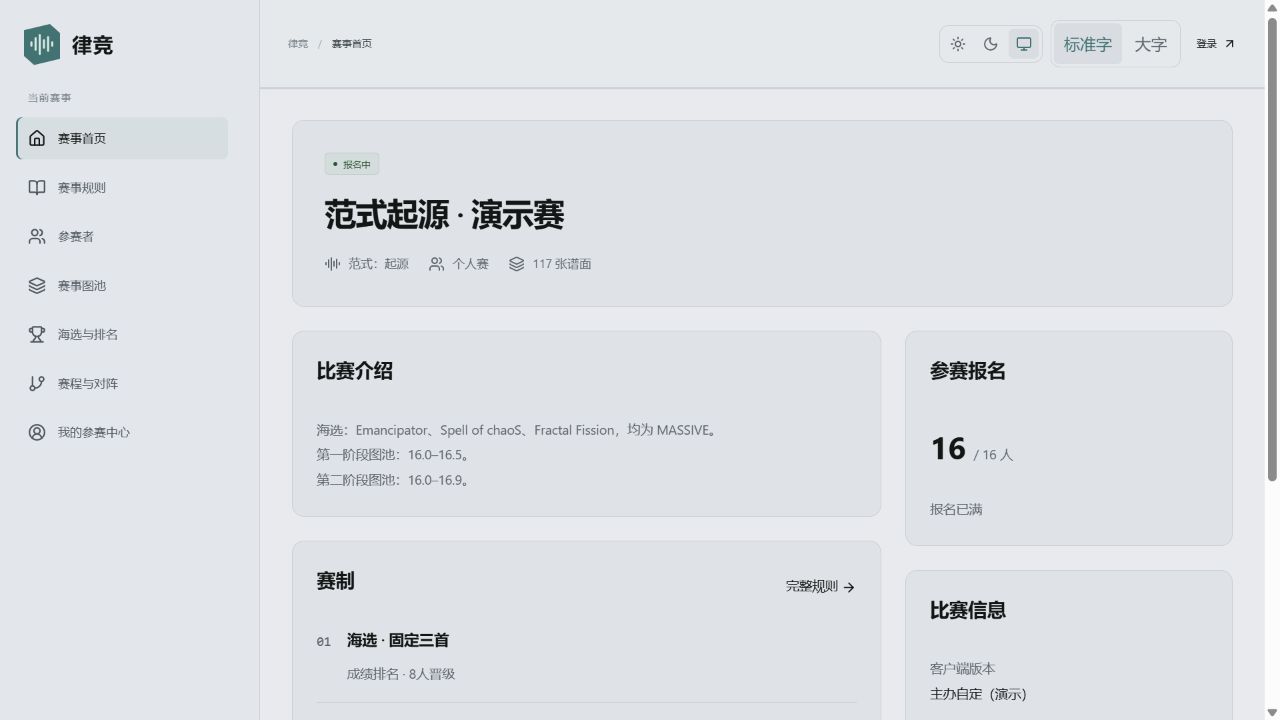 律竞
当前赛事
赛事首页
赛事规则
参赛者
赛事图池
海选与排名
赛程与对阵
我的参赛中心
律竞 / 赛事首页
标准字 大字 登录
报名中
范式起源 · 演示赛
范式：起源 个人赛 117 张谱面
比赛介绍
海选：Emancipator、Spell of chaoS、Fractal Fission，均为 MASSIVE。
第一阶段图池：16.0–16.5。
第二阶段图池：16.0–16.9。
赛制
完整规则
01 海选 · 固定三首
成绩排名 · 8人晋级
参赛报名
16 / 16 人
报名已满
比赛信息
客户端版本
主办自定（演示）